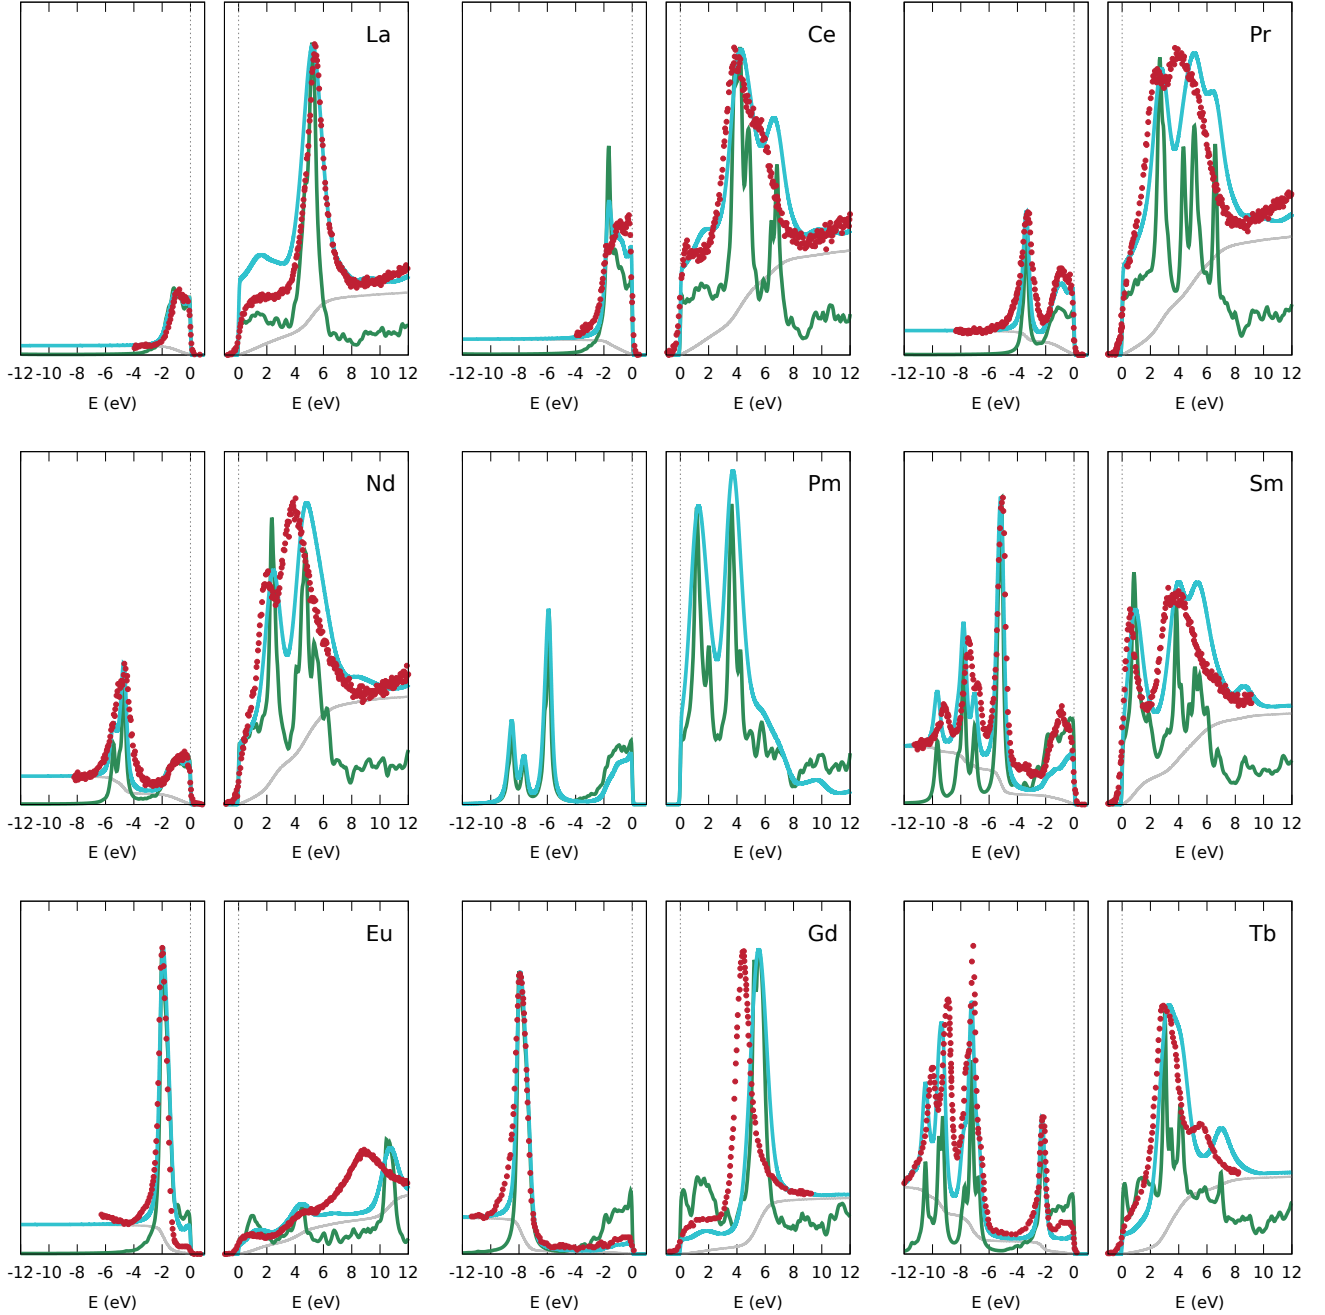 La
Ce
Pr
-12 -10 -8 -6 -4 -2 0 0 2 4 6 8 10 12 -12 -10 -8 -6 -4 -2 0 0 2 4 6 8 10 12 -12 -10 -8 -6 -4 -2 0 0 2 4 6 8 10 12
E (eV) E (eV) E (eV) E (eV) E (eV) E (eV)
Nd
Pm
Sm
-12 -10 -8 -6 -4 -2 0 0 2 4 6 8 10 12 -12 -10 -8 -6 -4 -2 0 0 2 4 6 8 10 12 -12 -10 -8 -6 -4 -2 0 0 2 4 6 8 10 12
E (eV) E (eV) E (eV) E (eV) E (eV) E (eV)
Eu
Gd
Tb
-12 -10 -8 -6 -4 -2 0 0 2 4 6 8 10 12 -12 -10 -8 -6 -4 -2 0 0 2 4 6 8 10 12 -12 -10 -8 -6 -4 -2 0 0 2 4 6 8 10 12
E (eV) E (eV) E (eV) E (eV) E (eV) E (eV)